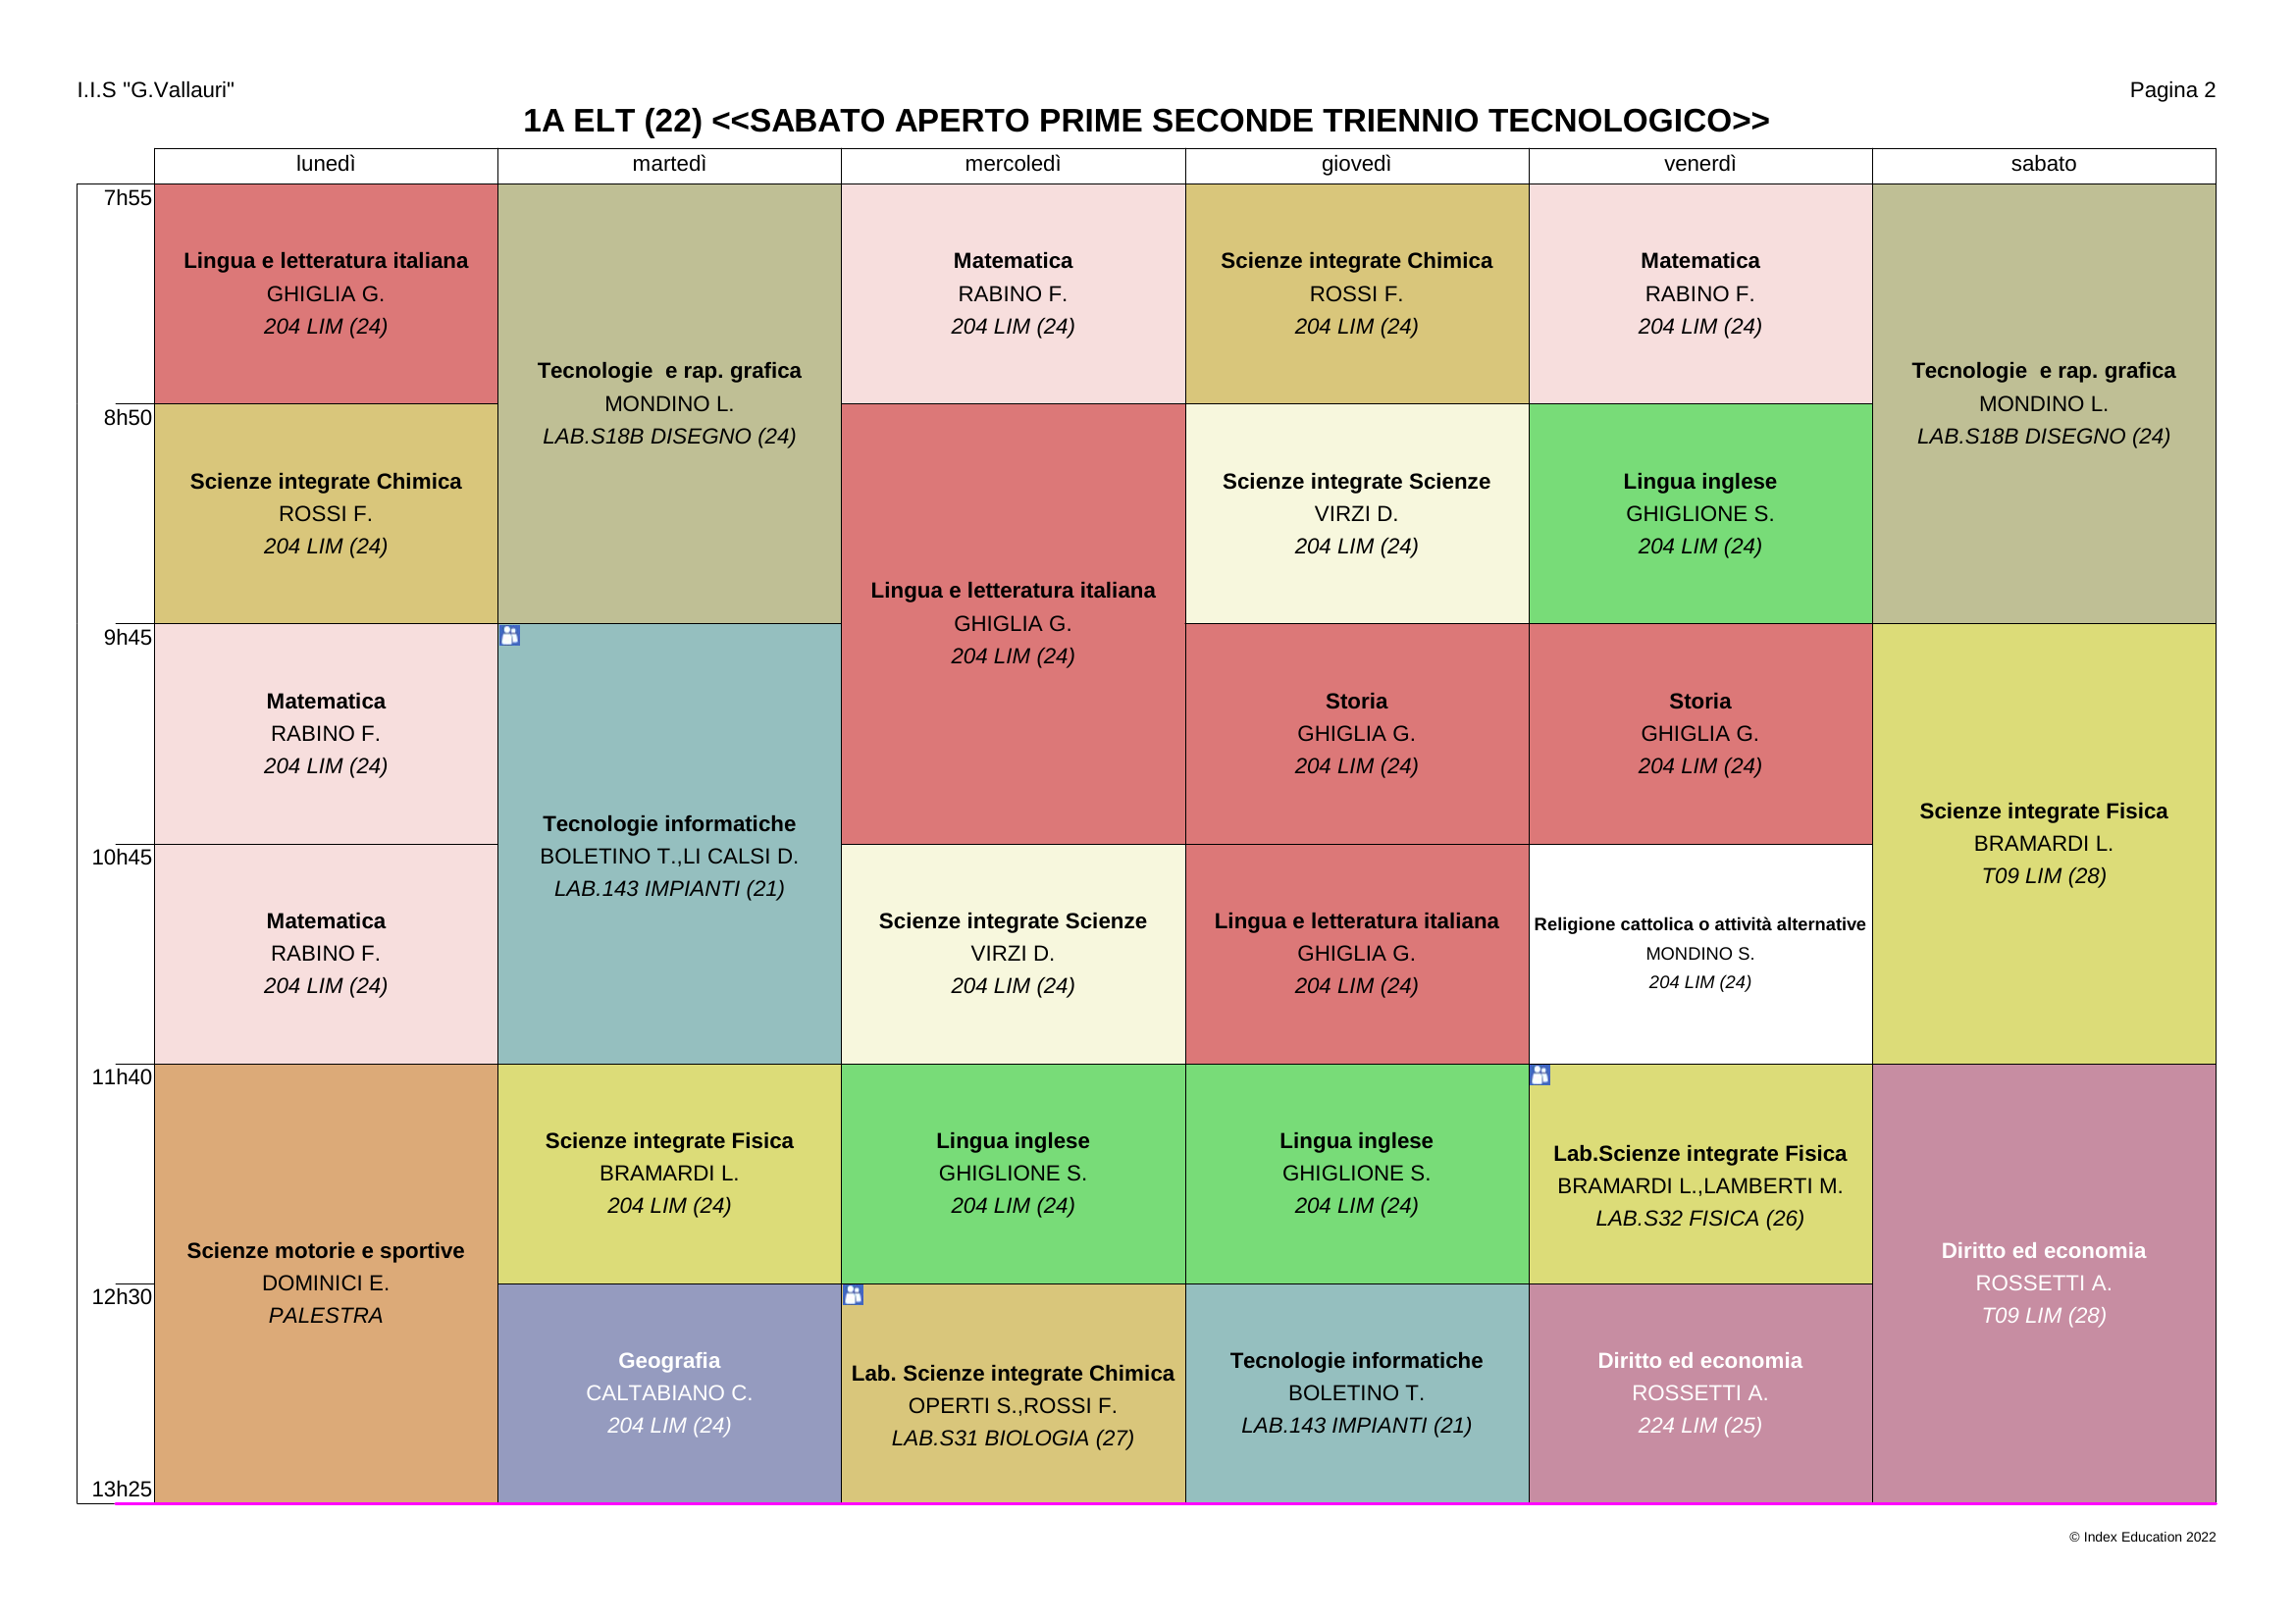 I.I.S "G.Vallauri"
Pagina 2
1A ELT (22) <<SABATO APERTO PRIME SECONDE TRIENNIO TECNOLOGICO>>
lunedì
martedì
mercoledì
giovedì
venerdì
sabato
7h55
8h50
9h45
10h45
11h40
12h30
13h25
Lingua e letteratura italiana
GHIGLIA G.
204 LIM (24)
Scienze integrate Chimica
ROSSI F.
204 LIM (24)
Matematica
RABINO F.
204 LIM (24)
Matematica
RABINO F.
204 LIM (24)
Scienze motorie e sportive
DOMINICI E.
PALESTRA
Tecnologie  e rap. grafica
MONDINO L.
LAB.S18B DISEGNO (24)
Tecnologie informatiche
BOLETINO T.,LI CALSI D.
LAB.143 IMPIANTI (21)
Scienze integrate Fisica
BRAMARDI L.
204 LIM (24)
Geografia
CALTABIANO C.
204 LIM (24)
Matematica
RABINO F.
204 LIM (24)
Lingua e letteratura italiana
GHIGLIA G.
204 LIM (24)
Scienze integrate Scienze
VIRZI D.
204 LIM (24)
Lingua inglese
GHIGLIONE S.
204 LIM (24)
Lab. Scienze integrate Chimica
OPERTI S.,ROSSI F.
LAB.S31 BIOLOGIA (27)
Scienze integrate Chimica
ROSSI F.
204 LIM (24)
Scienze integrate Scienze
VIRZI D.
204 LIM (24)
Storia
GHIGLIA G.
204 LIM (24)
Lingua e letteratura italiana
GHIGLIA G.
204 LIM (24)
Lingua inglese
GHIGLIONE S.
204 LIM (24)
Tecnologie informatiche
BOLETINO T.
LAB.143 IMPIANTI (21)
Matematica
RABINO F.
204 LIM (24)
Lingua inglese
GHIGLIONE S.
204 LIM (24)
Storia
GHIGLIA G.
204 LIM (24)
Religione cattolica o attività alternative
MONDINO S.
204 LIM (24)
Lab.Scienze integrate Fisica
BRAMARDI L.,LAMBERTI M.
LAB.S32 FISICA (26)
Diritto ed economia
ROSSETTI A.
224 LIM (25)
Tecnologie  e rap. grafica
MONDINO L.
LAB.S18B DISEGNO (24)
Scienze integrate Fisica
BRAMARDI L.
T09 LIM (28)
Diritto ed economia
ROSSETTI A.
T09 LIM (28)
© Index Education 2022